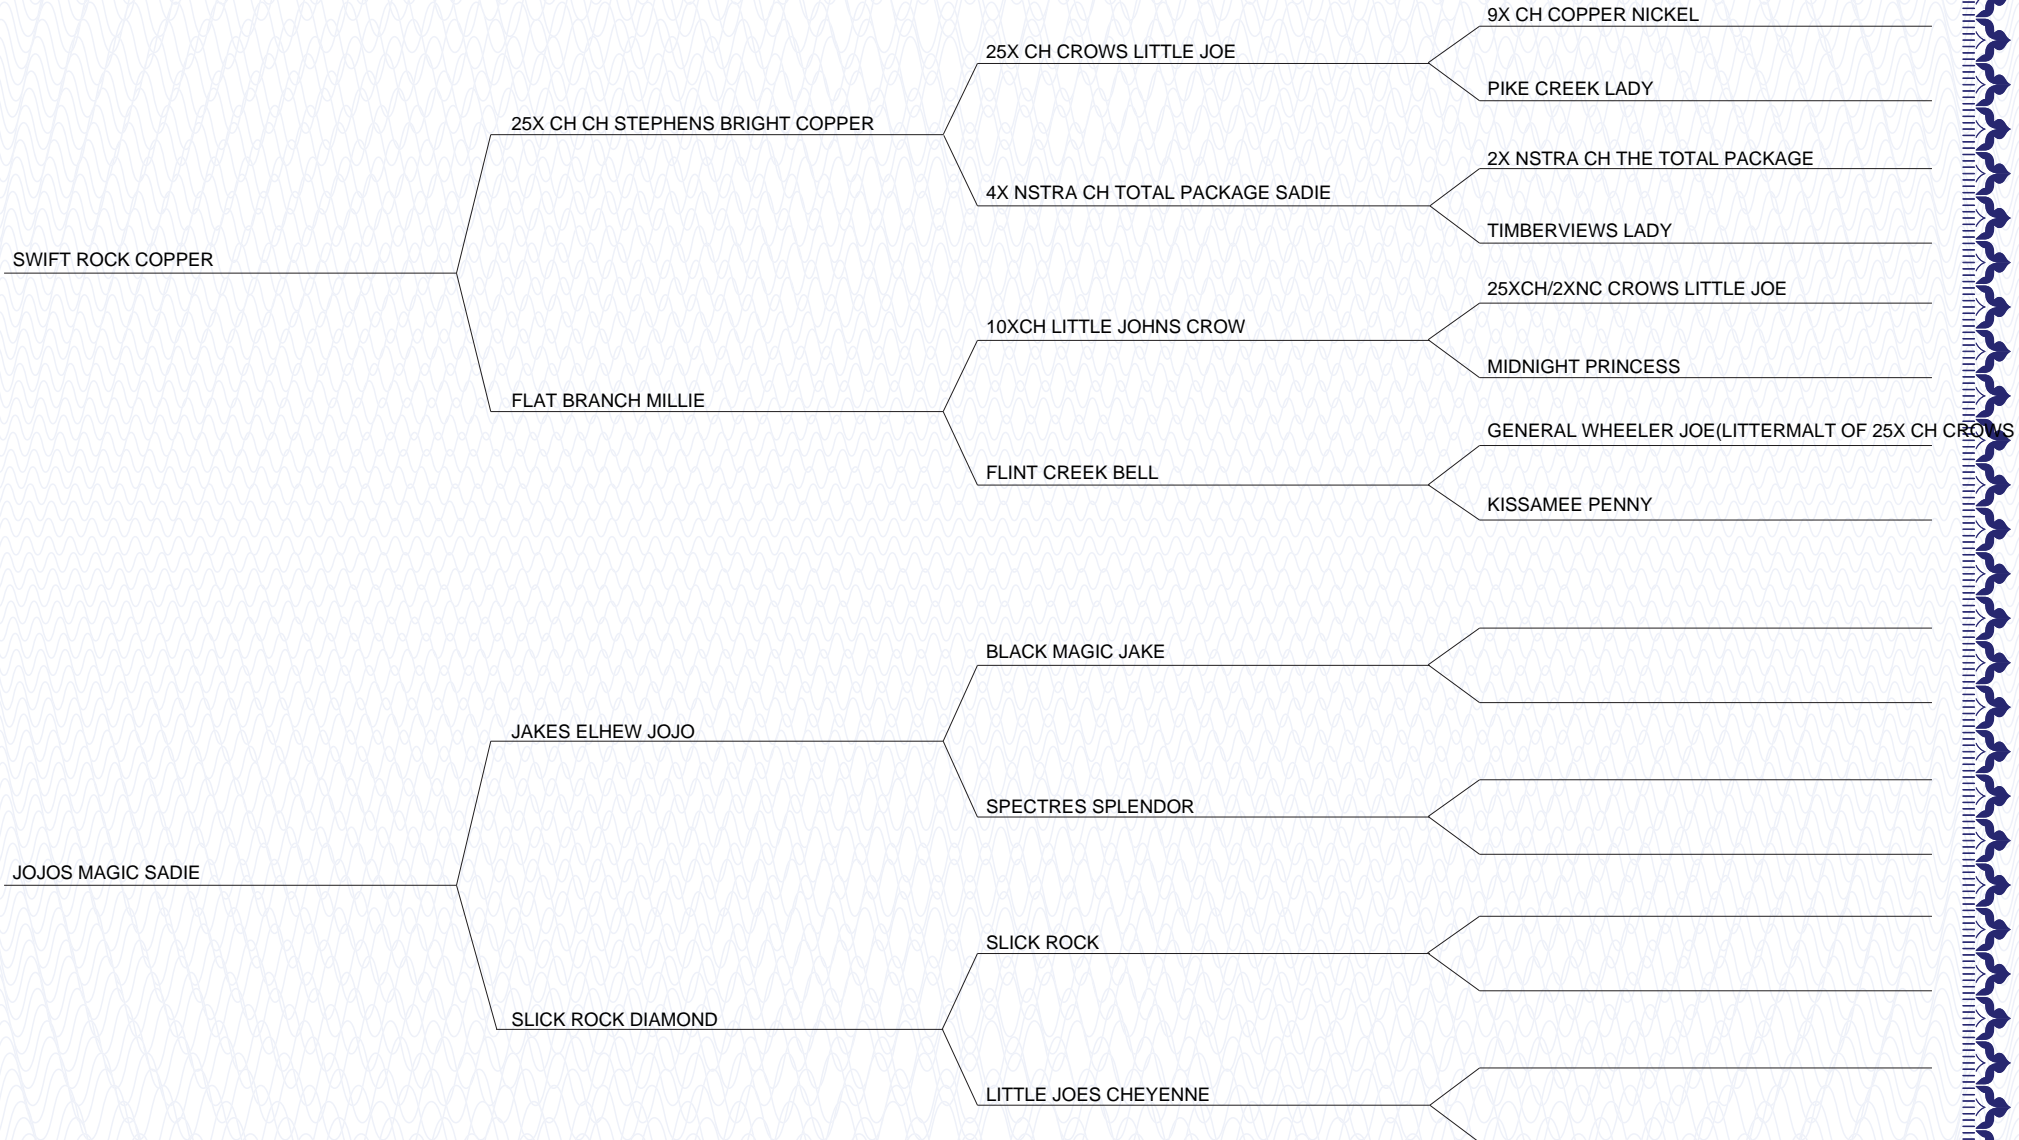 9X CH COPPER NICKEL
25X CH CROWS LITTLE JOE
PIKE CREEK LADY
25X CH CH STEPHENS BRIGHT COPPER
2X NSTRA CH THE TOTAL PACKAGE
4X NSTRA CH TOTAL PACKAGE SADIE
TIMBERVIEWS LADY
SWIFT ROCK COPPER
25XCH/2XNC CROWS LITTLE JOE
10XCH LITTLE JOHNS CROW
MIDNIGHT PRINCESS
FLAT BRANCH MILLIE
GENERAL WHEELER JOE(LITTERMALT OF 25X CH CROWS
FLINT CREEK BELL
KISSAMEE PENNY
BLACK MAGIC JAKE
JAKES ELHEW JOJO
SPECTRES SPLENDOR
JOJOS MAGIC SADIE
SLICK ROCK
SLICK ROCK DIAMOND
LITTLE JOES CHEYENNE